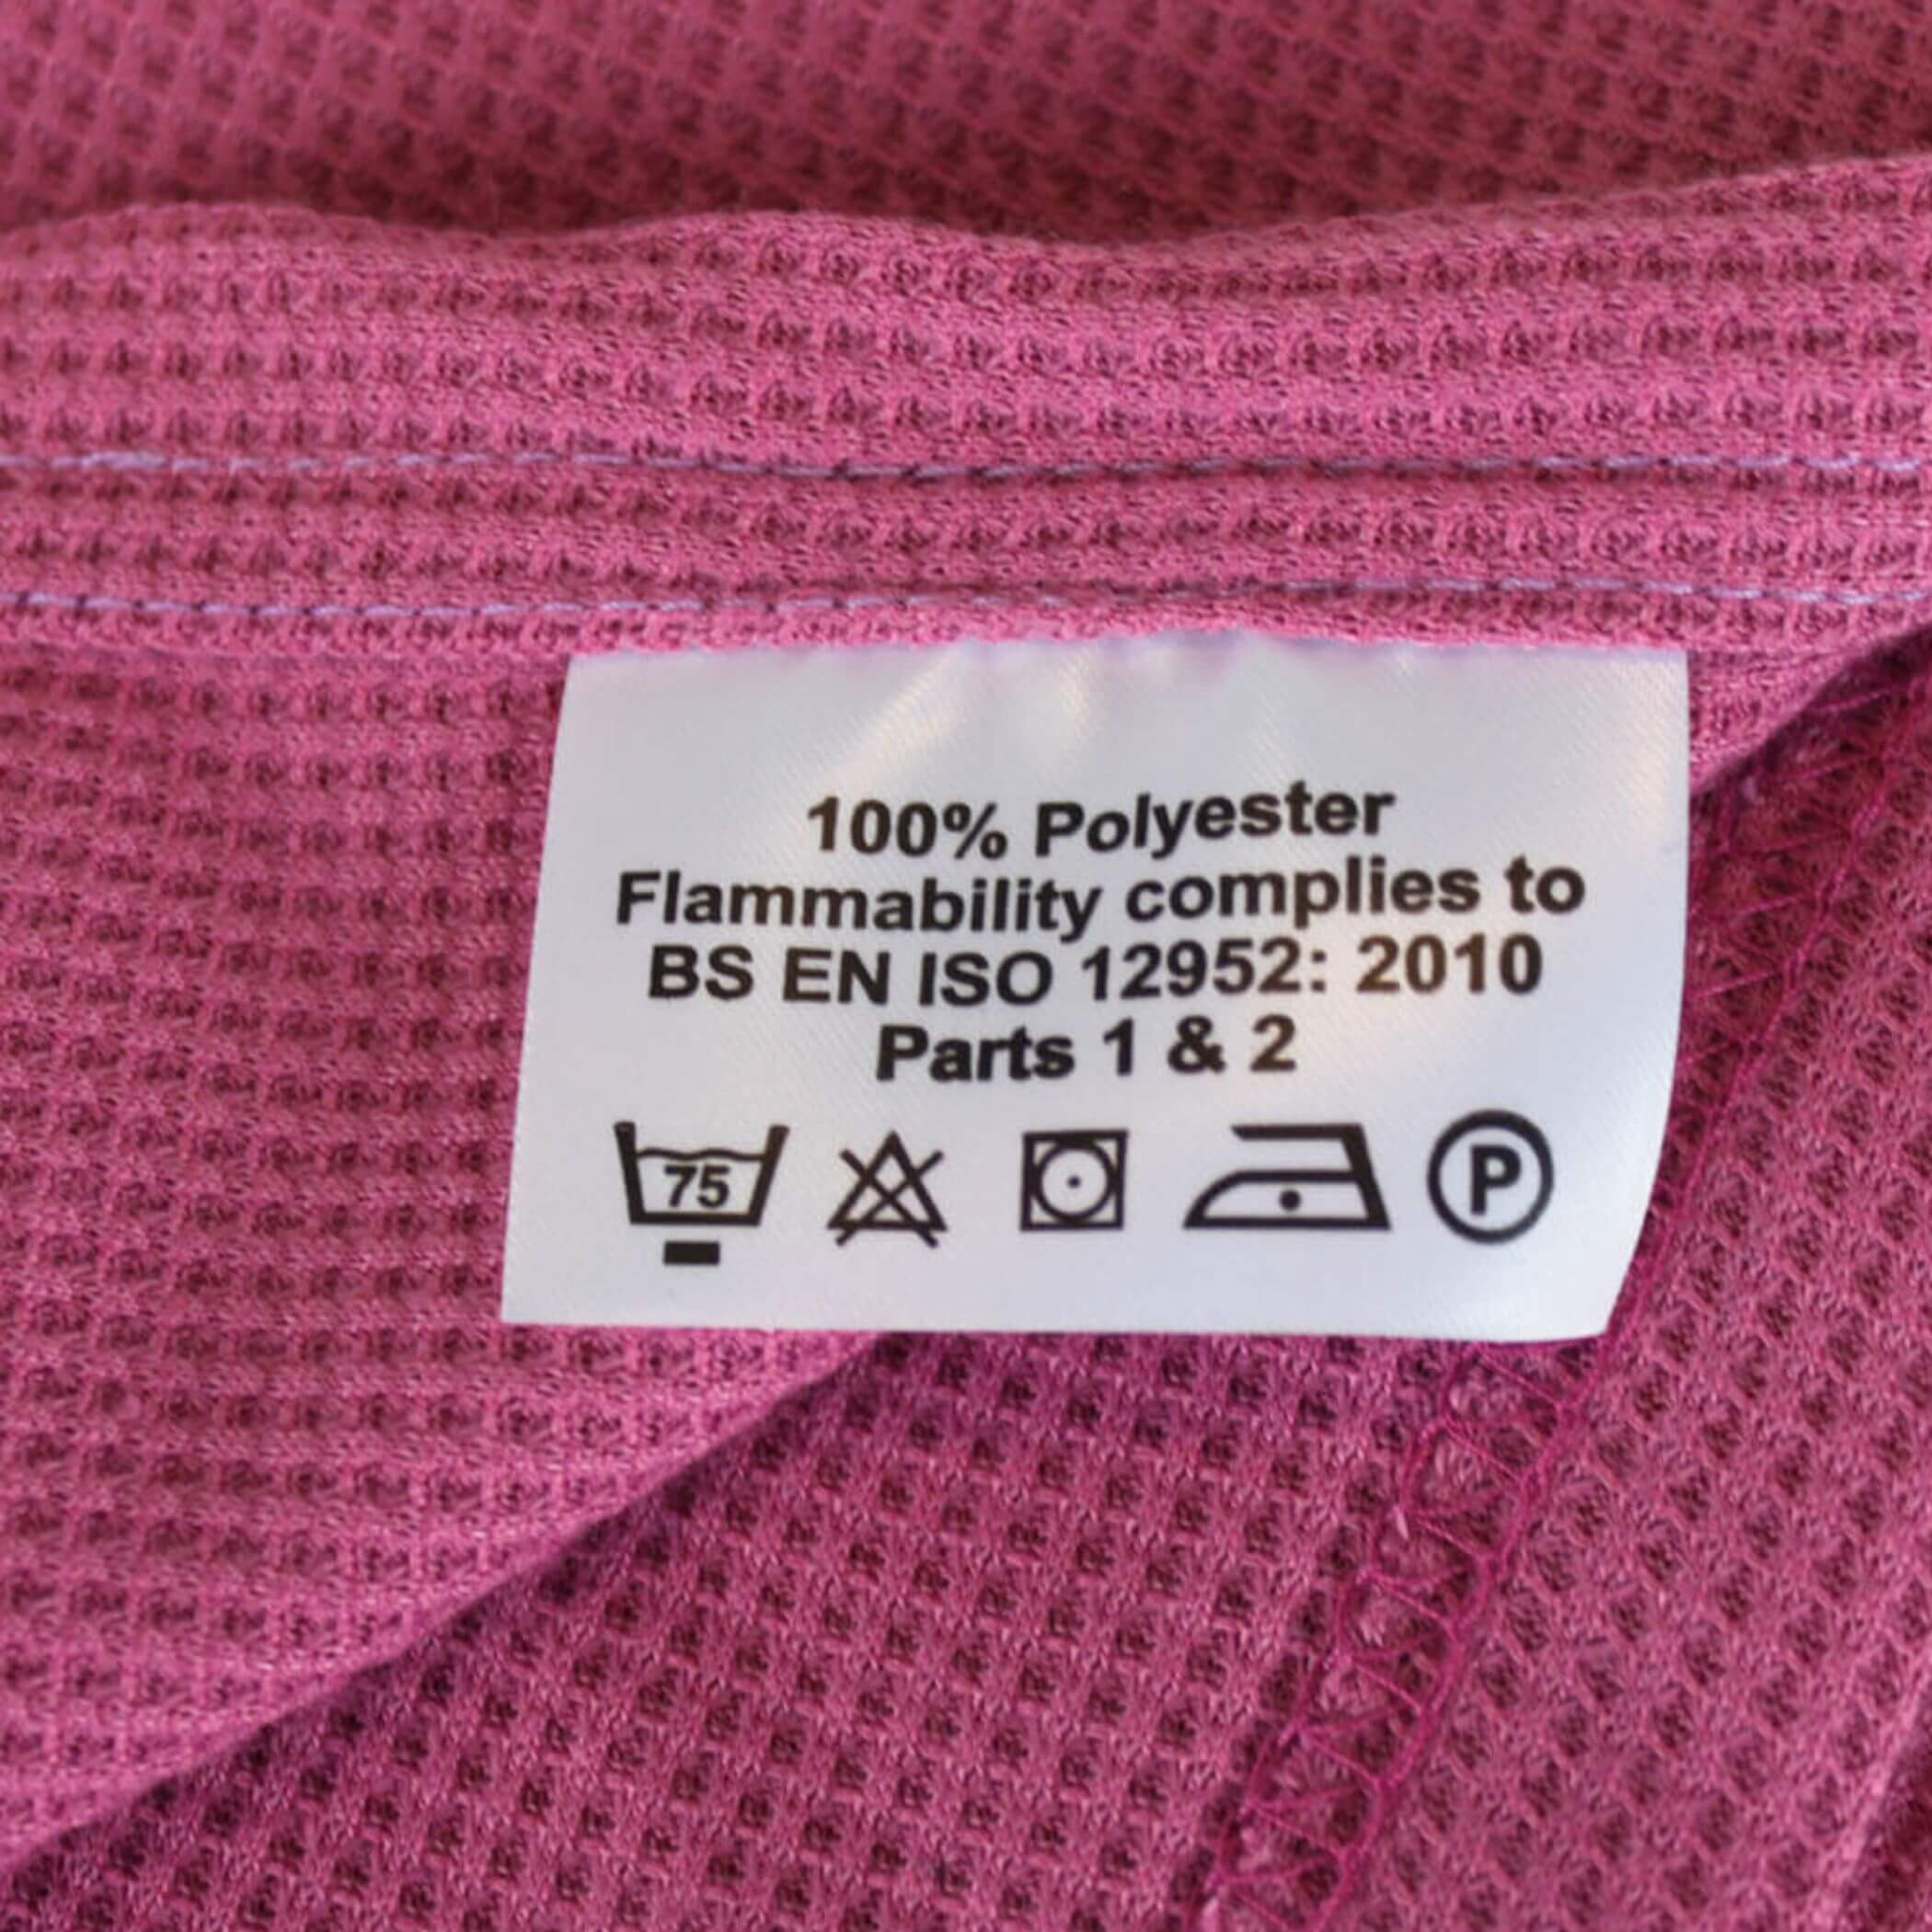 100% Polyester
Flammability complies to
BS EN ISO 12952: 2010
Parts 1 & 2
75
P